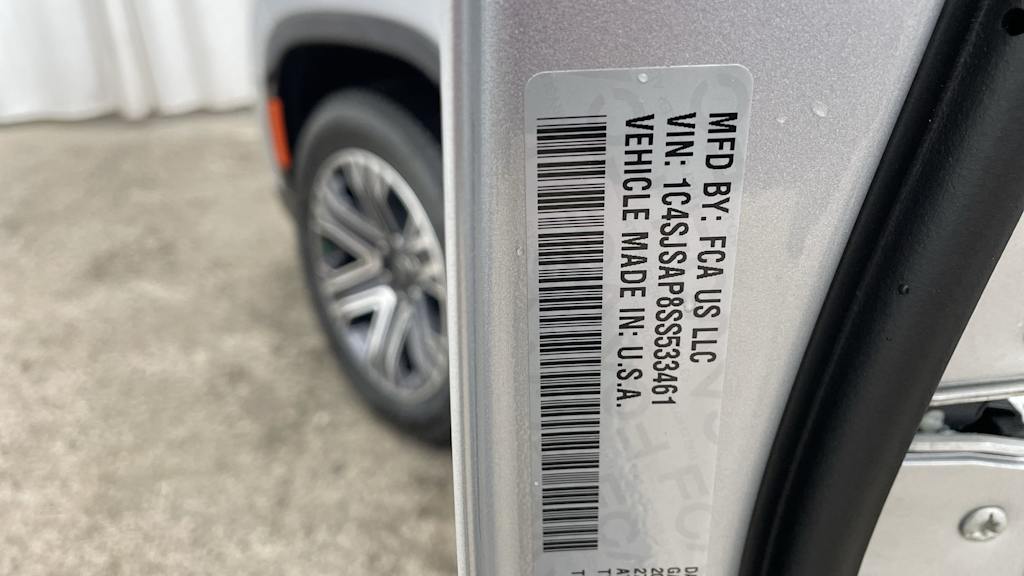 MFD BY: FCA US LLC
VIN: 1C4SJSAP8SS533461
VEHICLE MADE IN: U.S.A.